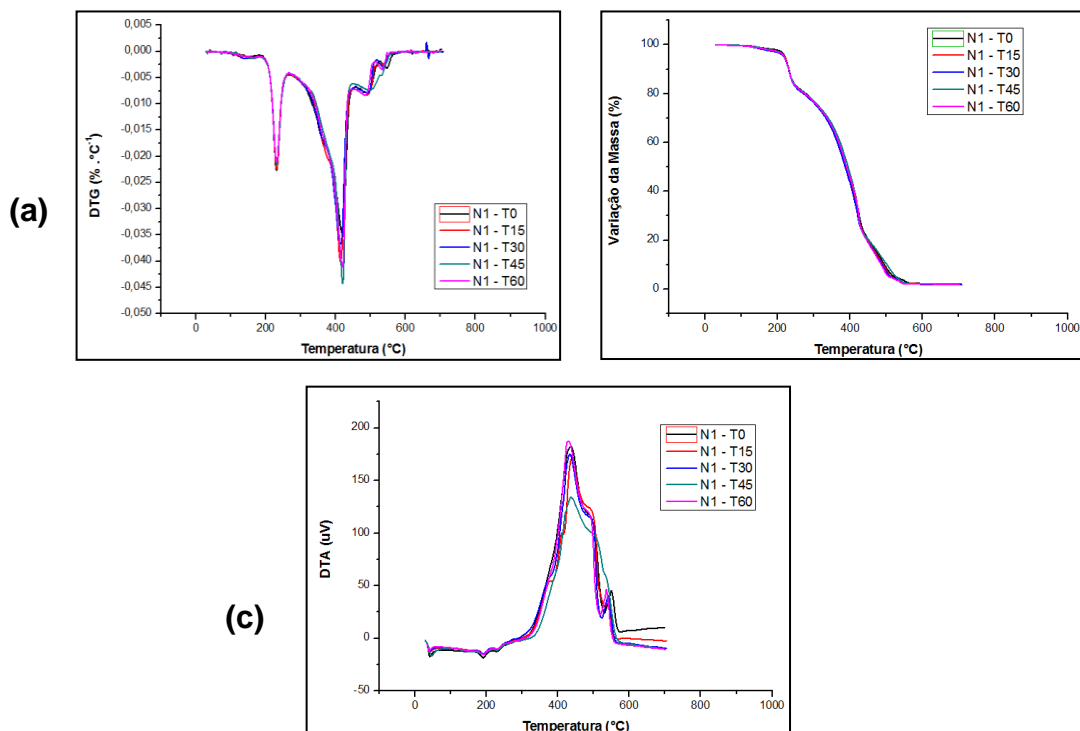 (a)
0,005
0,000
-0,005
-0,010
-0,015
-0,020
-0,025
-0,030
-0,035
-0,040
-0,045
-0,050
DTG (% .°C-1)
0 200 400 600 800 1000
Temperatura (°C)
N1 - T0
N1 - T15
N1 - T30
N1 - T45
N1 - T60
100
80
60
40
20
0
Variação da Massa (%)
0 200 400 600 800 1000
Temperatura (°C)
N1 - T0
N1 - T15
N1 - T30
N1 - T45
N1 - T60
(c)
200
150
100
50
0
-50
DTA (uV)
0 200 400 600 800 1000
Temperatura (°C)
N1 - T0
N1 - T15
N1 - T30
N1 - T45
N1 - T60